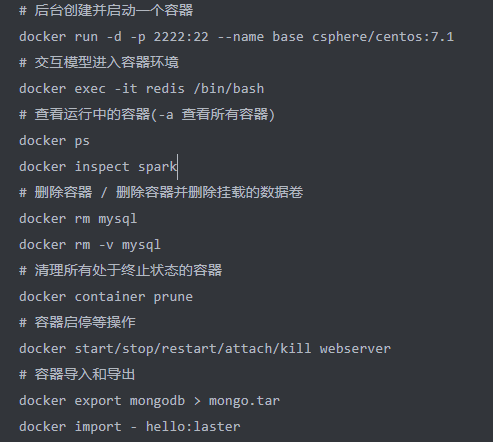 # 后台创建并启动一个容器
docker run -d -p 2222:22 --name base csphere/centos:7.1
# 交互模型进入容器环境
docker exec -it redis /bin/bash
# 查看运行中的容器(-a 查看所有容器)
docker ps
docker inspect spark
# 删除容器 / 删除容器并删除挂载的数据卷
docker rm mysql
docker rm -v mysql
# 清理所有处于终止状态的容器
docker container prune
# 容器启停等操作
docker start/stop/restart/attach/kill webserver
# 容器导入和导出
docker export mongodb > mongo.tar
docker import - hello:laster